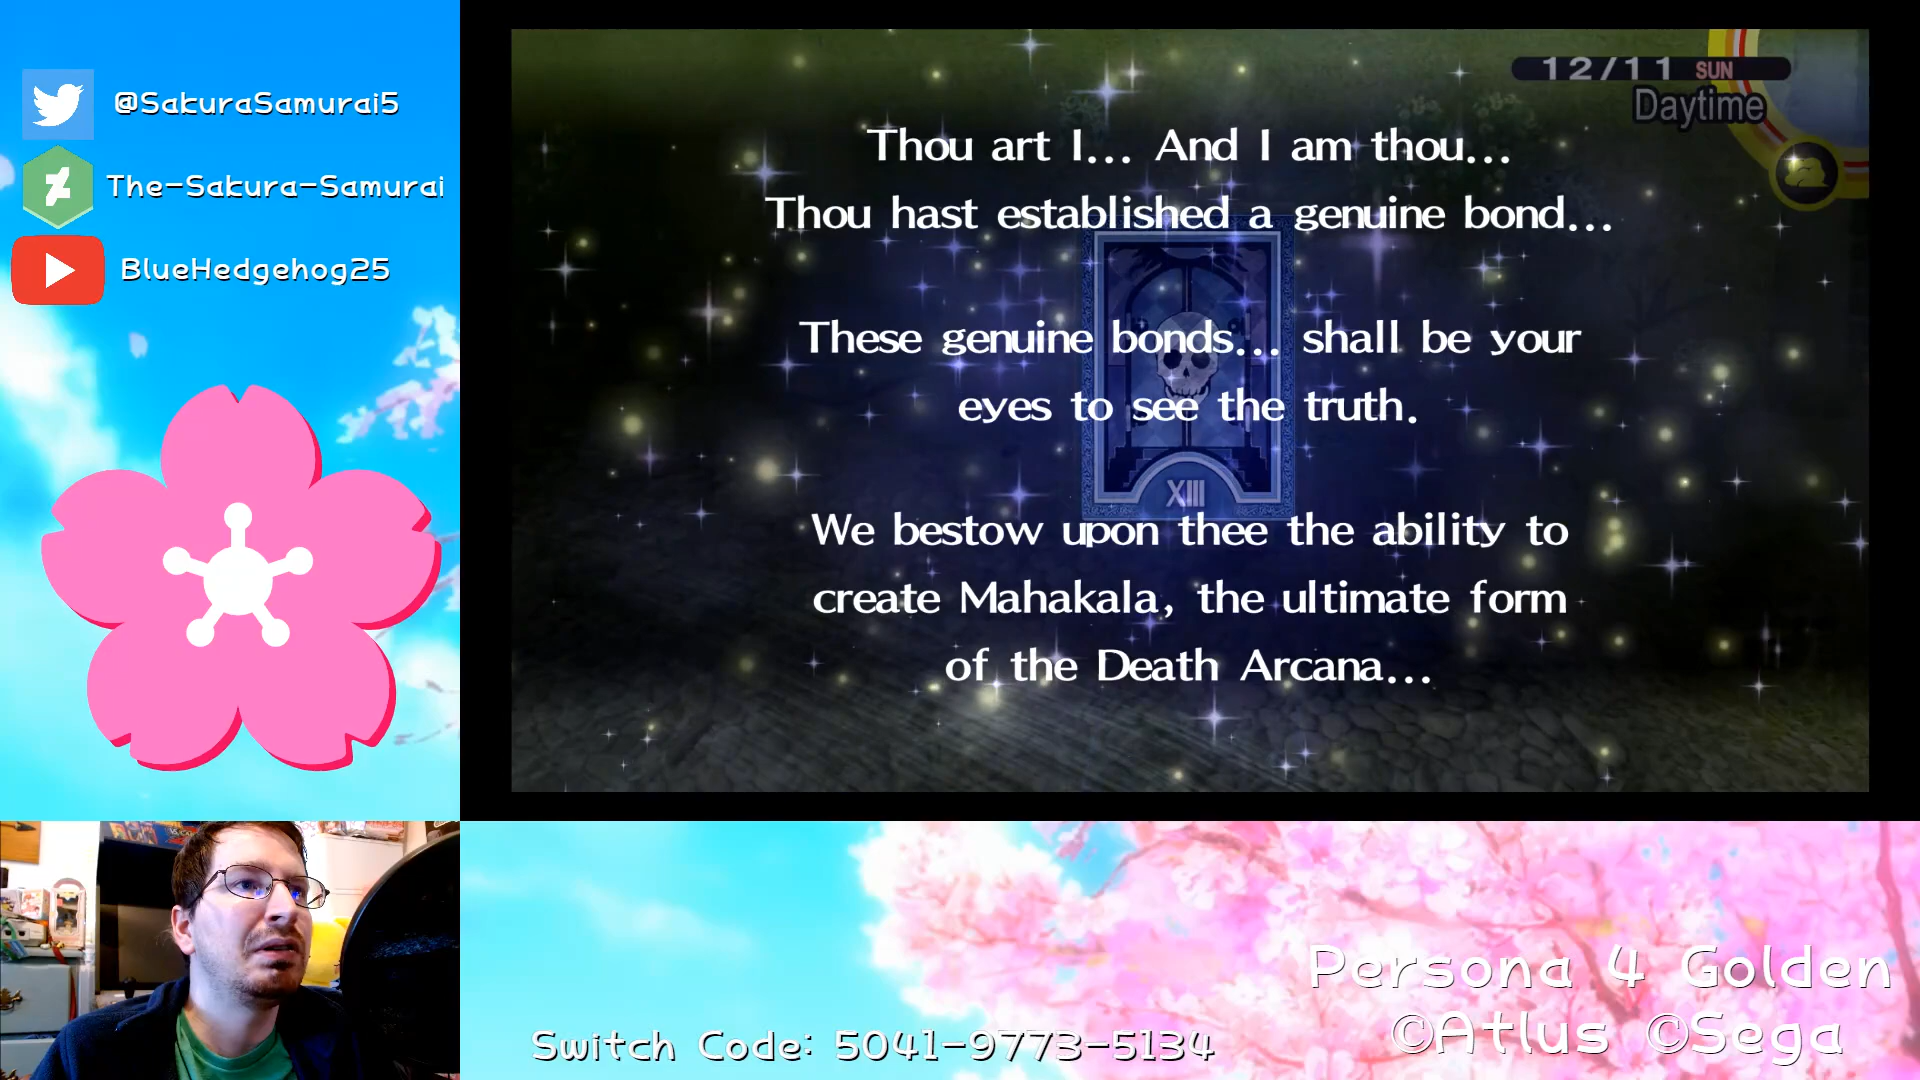 @SakuraSamurai5
The-Sakura-Samurai
BlueHedgehog25
12/11 SUN
Daytime
Thou art I... And I am thou...
Thou hast established a genuine bond...
These genuine bonds... shall be your
eyes to see the truth.
XIII
We bestow upon thee the ability to
create Mahakala, the ultimate form
of the Death Arcana...
Persona 4 Golden
©Atlus ©Sega
Switch Code: 5041-9773-5134